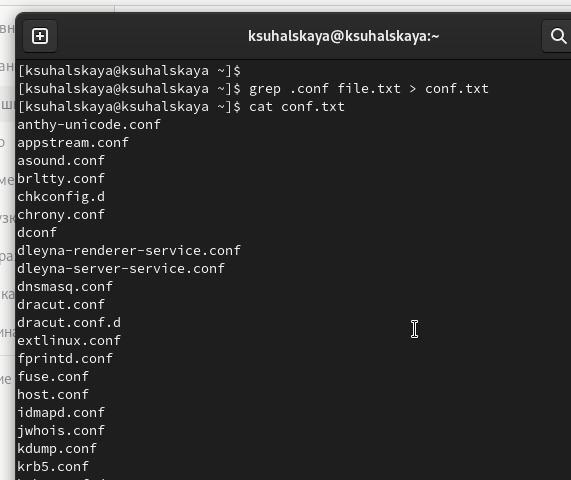 ksuhalskaya@ksuhalskaya:~
[ksuhalskaya@ksuhalskaya ~]$
[ksuhalskaya@ksuhalskaya ~]$ grep .conf file.txt > conf.txt
[ksuhalskaya@ksuhalskaya ~]$ cat conf.txt
anthy-unicode.conf
appstream.conf
asound.conf
brltty.conf
chkconfig.d
chrony.conf
dconf
dleyna-renderer-service.conf
dleyna-server-service.conf
dnsmasq.conf
dracut.conf
dracut.conf.d
extlinux.conf
fprintd.conf
fuse.conf
host.conf
idmapd.conf
jwhois.conf
kdump.conf
krb5.conf